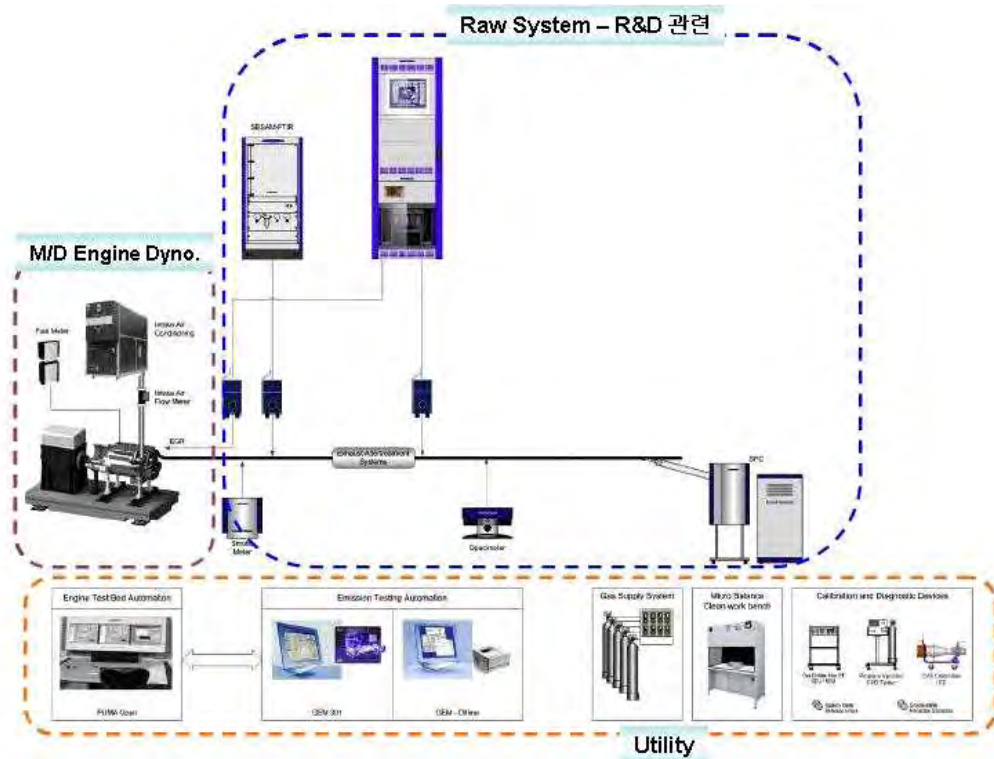 Raw System – R&D 관련
SESAM-FTIR
M/D Engine Dyno.
Fuel Meter
Intake Air
Conditioning
Intake Air
Flow Meter
EGR
Exhaust Aftertreatment
Systems
SPC
Smoke
Meter
Opacimeter
Engine Test Bed Automation
Emission Testing Automation
Gas Supply System
Micro Balance
Clean work bench
Calibration and Diagnostic Devices
PUMA Open
GEM 301
GEM - Offline
Utility